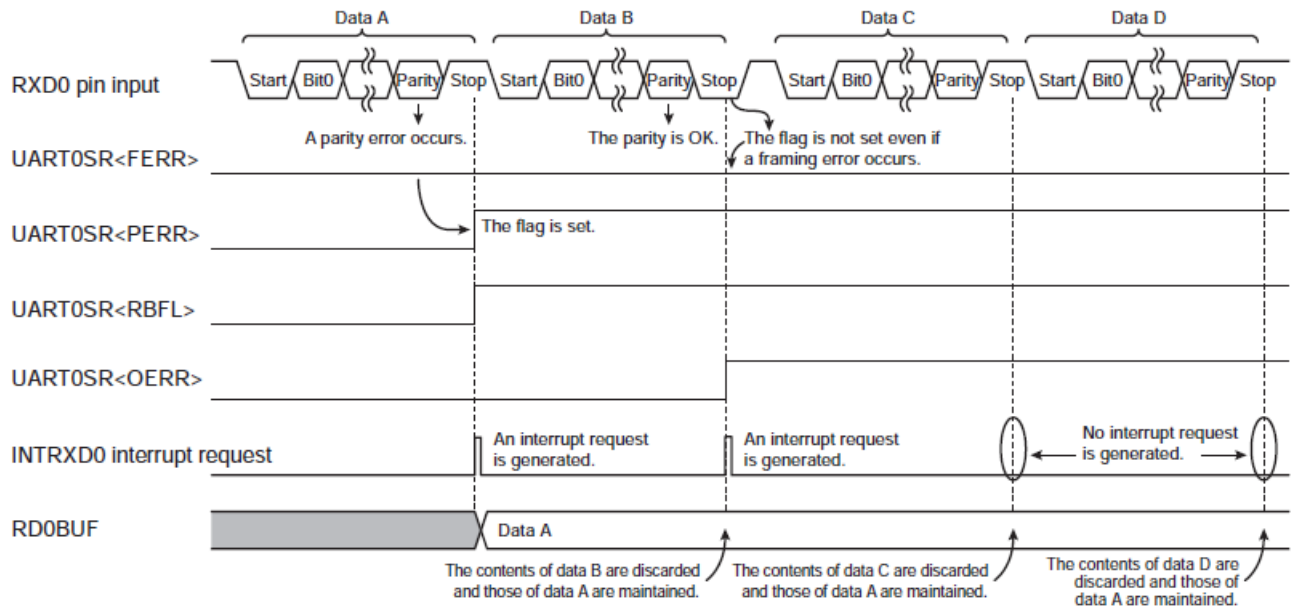 Data A
Data B
Data C
Data D
RXD0 pin input
Start Bit0 Parity Stop Start Bit0 Parity Stop Start Bit0 Parity Stop Start Bit0 Parity Stop
A parity error occurs.
The parity is OK.
The flag is not set even if
a framing error occurs.
UART0SR<FERR>
UART0SR<PERR>
The flag is set.
UART0SR<RBFL>
UART0SR<OERR>
INTRXD0 interrupt request
An interrupt request
is generated.
An interrupt request
is generated.
No interrupt request
is generated.
RD0BUF
Data A
The contents of data B are discarded
and those of data A are maintained.
The contents of data C are discarded
and those of data A are maintained.
The contents of data D are
discarded and those of
data A are maintained.